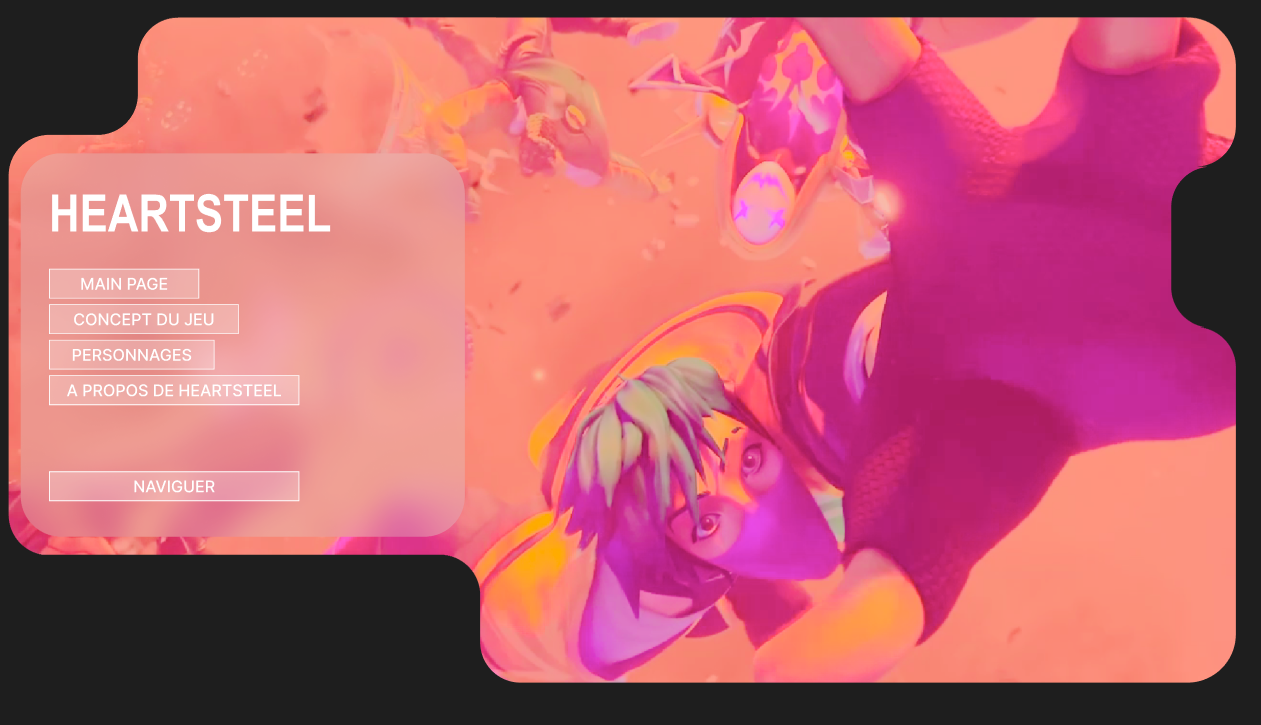 HEARTSTEEL
MAIN PAGE
CONCEPT DU JEU
PERSONNAGES
A PROPOS DE HEARTSTEEL
NAVIGUER